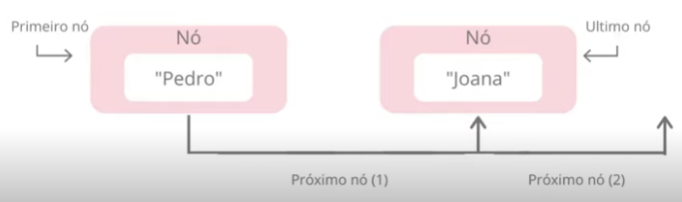 Primeiro nó
Nó
"Pedro"
Nó
"Joana"
Ultimo nó
Próximo nó (1)
Próximo nó (2)